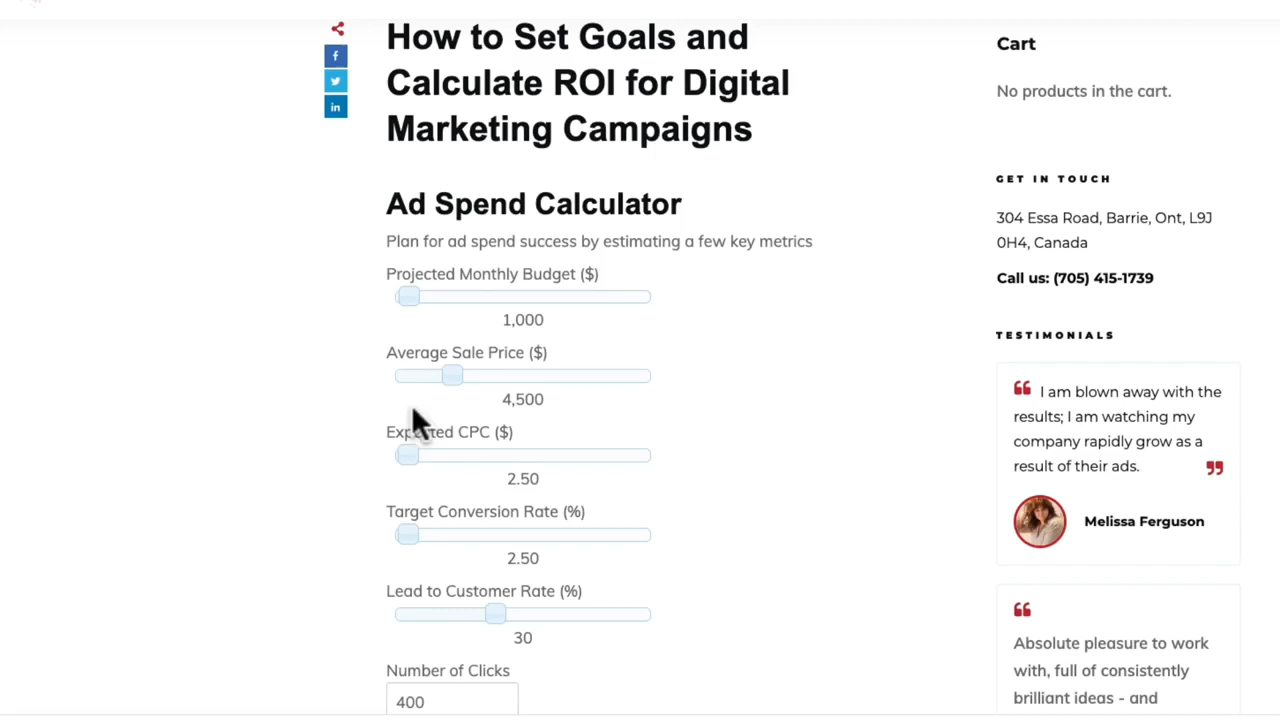 How to Set Goals and
Calculate ROI for Digital
Marketing Campaigns
Ad Spend Calculator
Plan for ad spend success by estimating a few key metrics
Projected Monthly Budget ($)
1,000
Average Sale Price ($)
4,500
Expected CPC ($)
2.50
Target Conversion Rate (%)
2.50
Lead to Customer Rate (%)
30
Number of Clicks
400
Cart
No products in the cart.
GET IN TOUCH
304 Essa Road, Barrie, Ont, L9J
0H4, Canada
Call us: (705) 415-1739
TESTIMONIALS
I am blown away with the
results; I am watching my
company rapidly grow as a
result of their ads.
Melissa Ferguson
Absolute pleasure to work
with, full of consistently
brilliant ideas - and